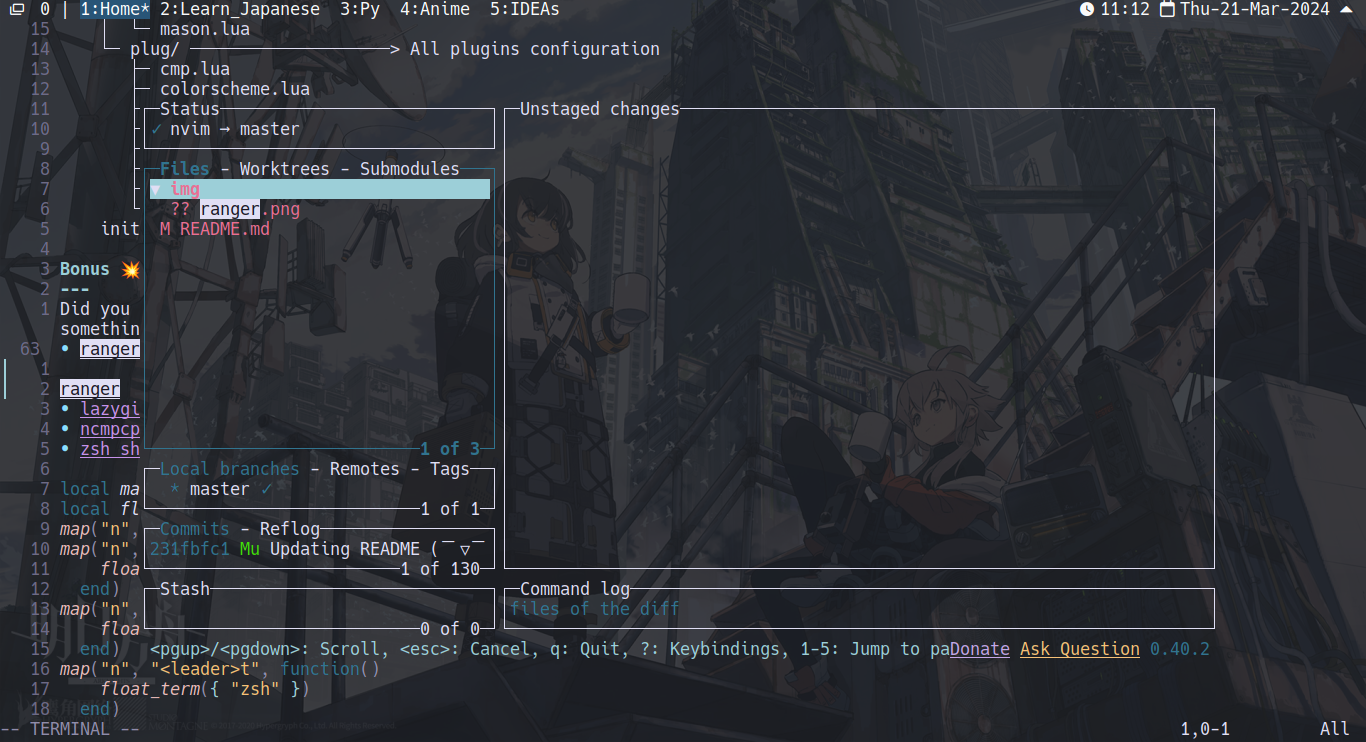 0 | 1:Home* 2:Learn_Japanese 3:Py 4:Anime 5:IDEAs 11:12 Thu-21-Mar-2024
15 mason.lua
14 plug/ ─> All plugins configuration
13 cmp.lua
12 colorscheme.lua
11 Status Unstaged changes
10 ✓ nvim → master
9
8 Files - Worktrees - Submodules
7 ▼ img
6 ?? ranger.png
5 init M README.md
4
3 Bonus 💥
2 ---
1 Did you
somethin
63 • ranger
1
2 ranger
3 • lazygi
4 • ncmpcp
5 • zsh sh 1 of 3
6 Local branches - Remotes - Tags
7 local ma * master ✓
8 local fl 1 of 1
9 map("n", Commits - Reflog
10 map("n", 231fbfc1 Mu Updating README (￣▽￣
11 floa 1 of 130
12 end) Stash Command log
13 map("n", files of the diff
14 floa 0 of 0
15 end) <pgup>/<pgdown>: Scroll, <esc>: Cancel, q: Quit, ?: Keybindings, 1-5: Jump to paDonate Ask Question 0.40.2
16 map("n", "<leader>t", function()
17 float_term({ "zsh" })
18 end)
-- TERMINAL -- 1,0-1 All